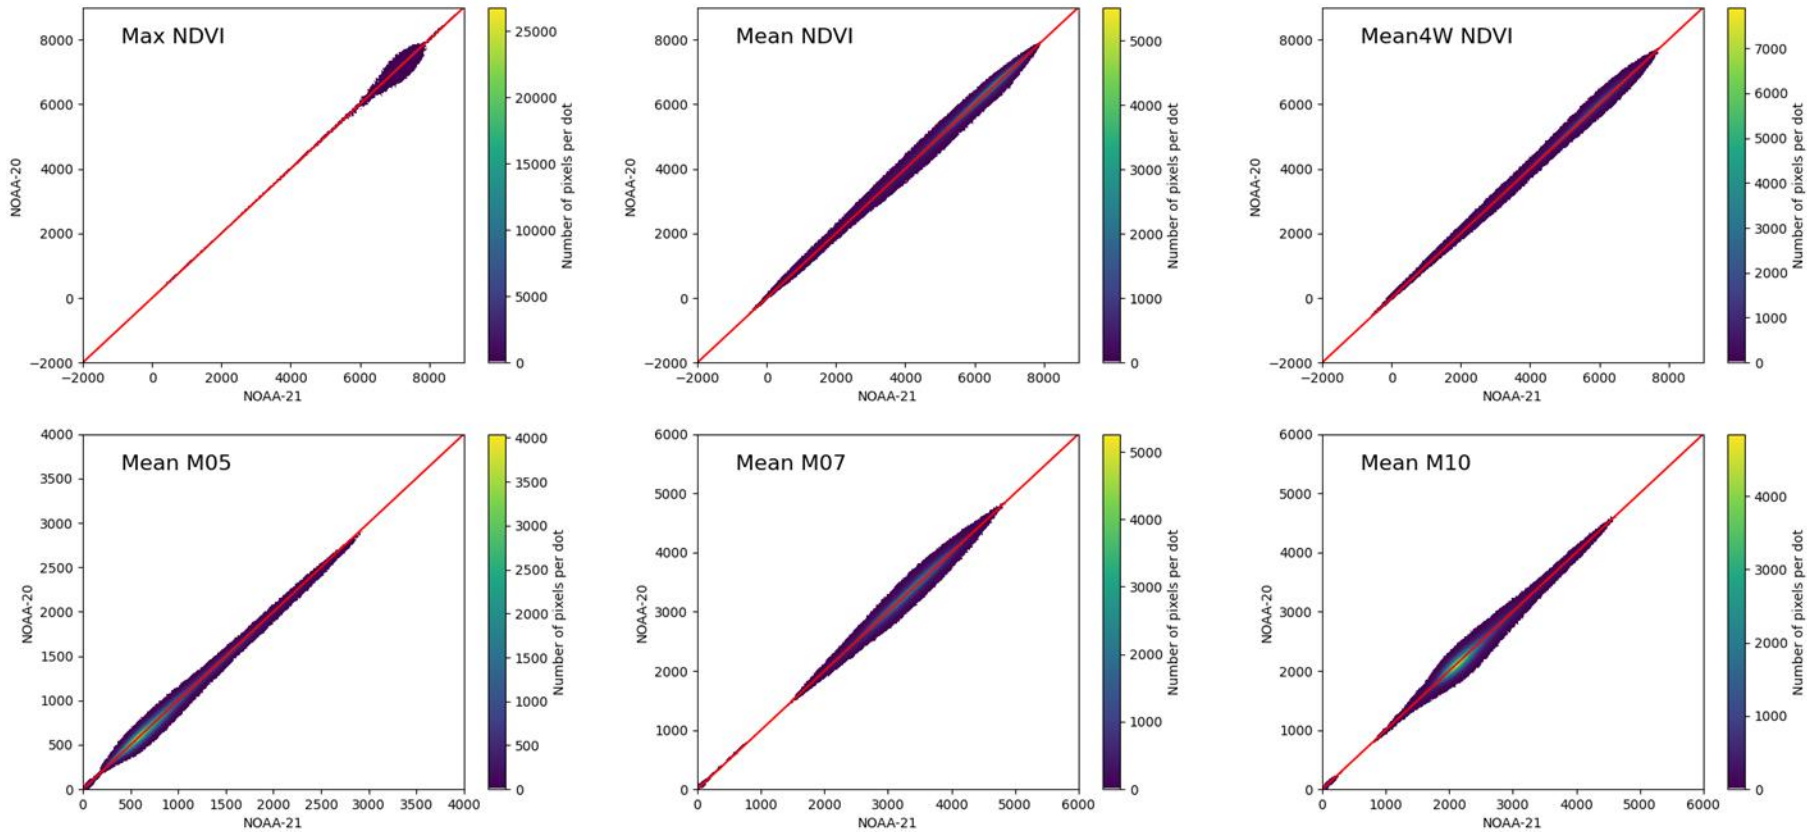 Max NDVI
8000
6000
4000
2000
0
−2000
−2000 0 2000 4000 6000 8000
NOAA-21
NOAA-20
25000
20000
15000
10000
5000
0
Number of pixels per dot
Mean NDVI
8000
6000
4000
2000
0
−2000
−2000 0 2000 4000 6000 8000
NOAA-21
NOAA-20
5000
4000
3000
2000
1000
0
Number of pixels per dot
Mean4W NDVI
8000
6000
4000
2000
0
−2000
−2000 0 2000 4000 6000 8000
NOAA-21
NOAA-20
7000
6000
5000
4000
3000
2000
1000
0
Number of pixels per dot
Mean M05
4000
3500
3000
2500
2000
1500
1000
500
0
0 500 1000 1500 2000 2500 3000 3500 4000
NOAA-21
NOAA-20
4000
3500
3000
2500
2000
1500
1000
500
0
Number of pixels per dot
Mean M07
6000
5000
4000
3000
2000
1000
0
0 1000 2000 3000 4000 5000 6000
NOAA-21
NOAA-20
5000
4000
3000
2000
1000
0
Number of pixels per dot
Mean M10
6000
5000
4000
3000
2000
1000
0
0 1000 2000 3000 4000 5000 6000
NOAA-21
NOAA-20
4000
3000
2000
1000
0
Number of pixels per dot